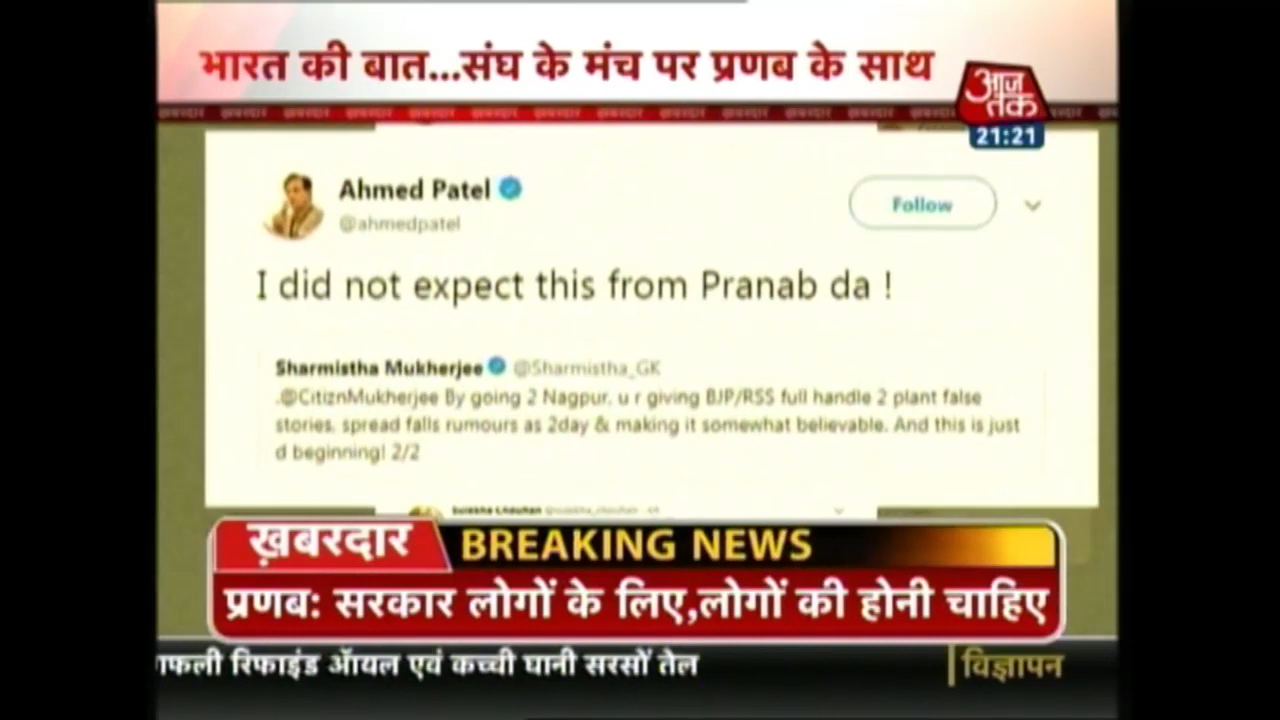 भारत की बात...संघ के मंच पर प्रणब के साथ
आज तक
21:21
Ahmed Patel
@ahmedpatel
Follow
I did not expect this from Pranab da !
Sharmistha Mukherjee @Sharmistha_GK
.@CitiznMukherjee By going 2 Nagpur, u r giving BJP/RSS full handle 2 plant false
stories, spread falls rumours as 2day & making it somewhat believable. And this is just
d beginning! 2/2
ख़बरदार BREAKING NEWS
प्रणब: सरकार लोगों के लिए,लोगों की होनी चाहिए
रिफाइंड ऑयल एवं कच्ची घानी सरसों तेल
विज्ञापन